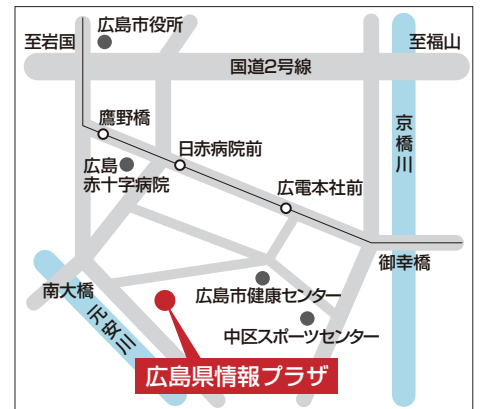 広島市役所
至岩国
至福山
国道2号線
鷹野橋
京橋川
日赤病院前
広島
赤十字病院
広電本社前
御幸橋
南大橋
元安川
広島市健康センター
中区スポーツセンター
広島県情報プラザ